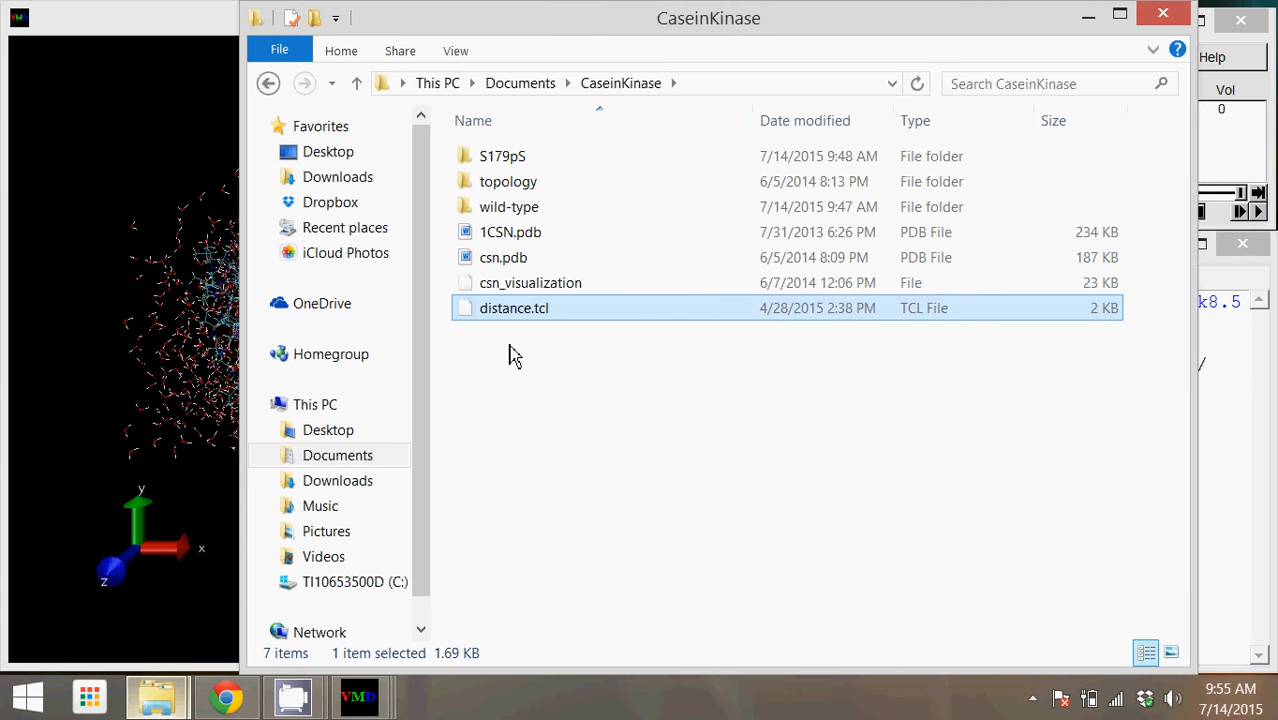 VMD
CaseinKinase
File
Home
Share
View
This PC
Documents
CaseinKinase
Search CaseinKinase
Name
Date modified
Type
Size
Favorites
Desktop
Downloads
Dropbox
Recent places
iCloud Photos
OneDrive
Homegroup
This PC
Desktop
Documents
Downloads
Music
Pictures
Videos
TI10653500D (C:)
Network
S179pS 7/14/2015 9:48 AM File folder
topology 6/5/2014 8:13 PM File folder
wild-type 7/14/2015 9:47 AM File folder
1CSN.pdb 7/31/2013 6:26 PM PDB File 234 KB
csn.pdb 6/5/2014 8:09 PM PDB File 187 KB
csn_visualization 6/7/2014 12:06 PM File 23 KB
distance.tcl 4/28/2015 2:38 PM TCL File 2 KB
7 items 1 item selected 1.69 KB
Help
Vol
0
k8.5
/
y
x
z
VMD
9:55 AM
7/14/2015